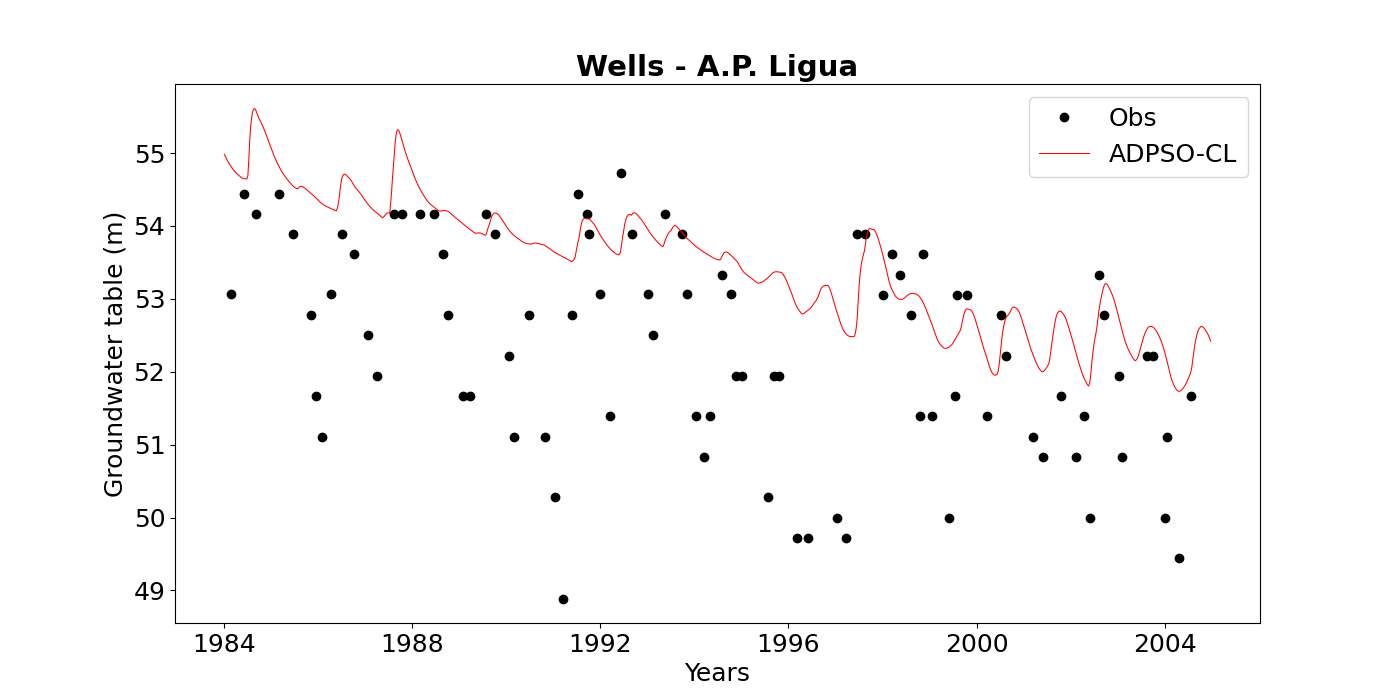 Wells - A.P. Ligua
Obs
ADPSO-CL
Groundwater table (m)
55
54
53
52
51
50
49
1984 1988 1992 1996 2000 2004
Years